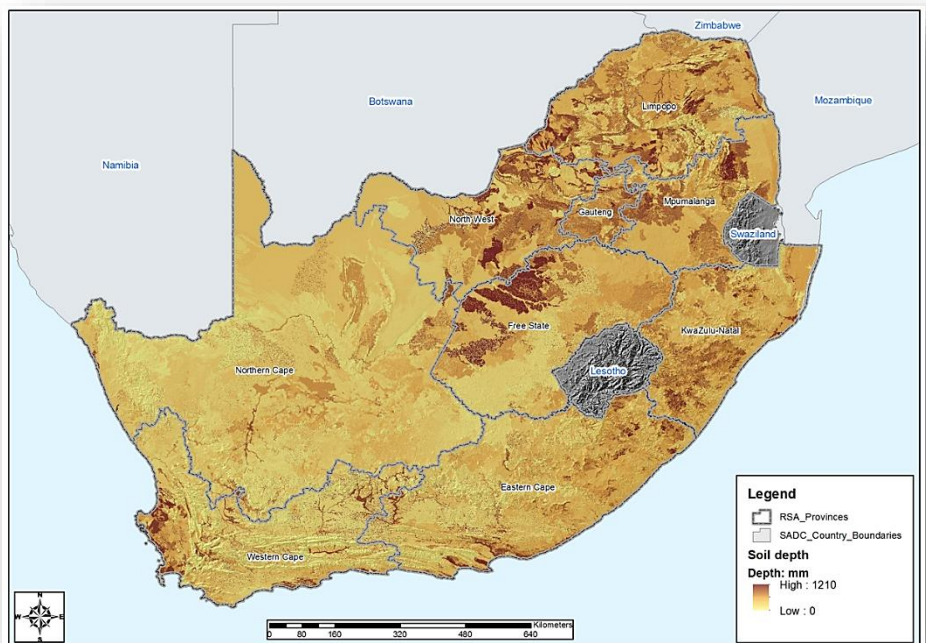 Zimbabwe
Botswana
Mozambique
Namibia
Limpopo
North West
Gauteng
Mpumalanga
Swaziland
Free State
KwaZulu-Natal
Northern Cape
Lesotho
Eastern Cape
Western Cape
Legend
RSA_Provinces
SADC_Country_Boundaries
Soil depth
Depth: mm
High : 1210
Low : 0
N
W E
S
Kilometers
0 80 160 320 480 640